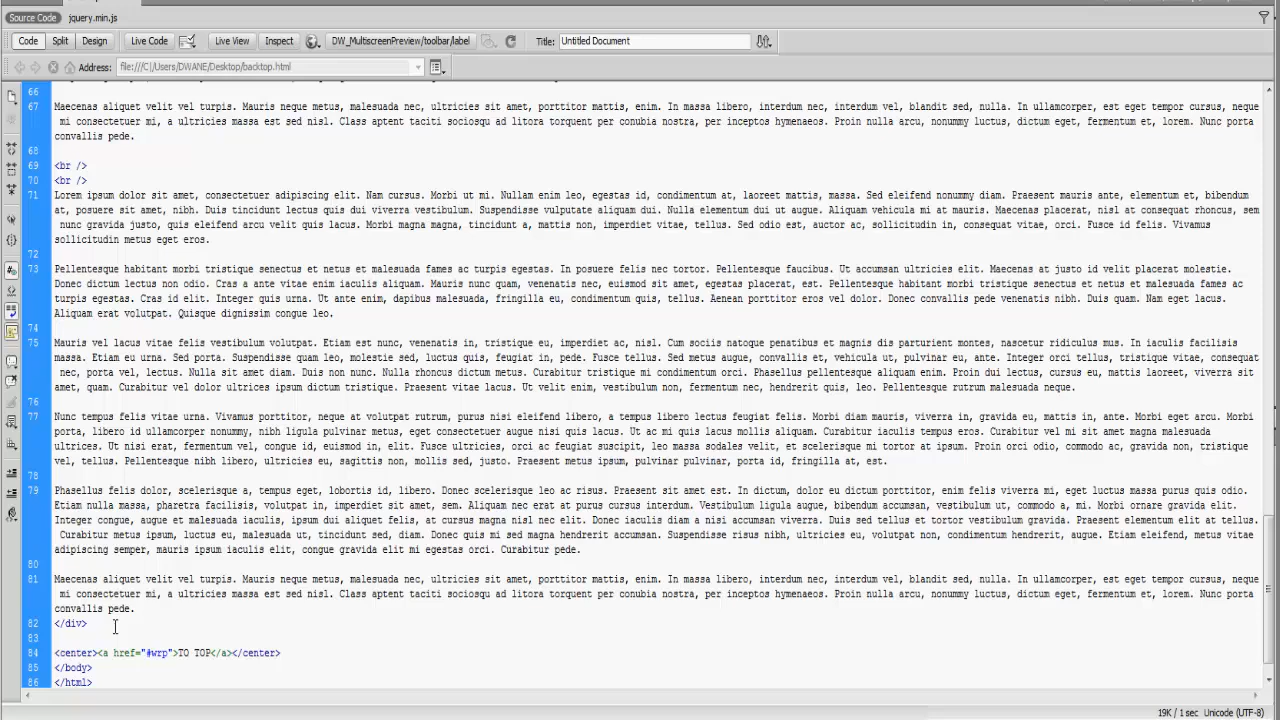 Source Code jquery.min.js
Code Split Design Live Code Live View Inspect DW_MultiscreenPreview/toolbar/label Title: Untitled Document
Address: file:///C|/Users/DWANE/Desktop/backtop.html
66
67 Maecenas aliquet velit vel turpis. Mauris neque metus, malesuada nec, ultricies sit amet, porttitor mattis, enim. In massa libero, interdum nec, interdum vel, blandit sed, nulla. In ullamcorper, est eget tempor cursus, neque
mi consectetuer mi, a ultricies massa est sed nisl. Class aptent taciti sociosqu ad litora torquent per conubia nostra, per inceptos hymenaeos. Proin nulla arcu, nonummy luctus, dictum eget, fermentum et, lorem. Nunc porta
convallis pede.
68
69 <br />
70 <br />
71 Lorem ipsum dolor sit amet, consectetuer adipiscing elit. Nam cursus. Morbi ut mi. Nullam enim leo, egestas id, condimentum at, laoreet mattis, massa. Sed eleifend nonummy diam. Praesent mauris ante, elementum et, bibendum
at, posuere sit amet, nibh. Duis tincidunt lectus quis dui viverra vestibulum. Suspendisse vulputate aliquam dui. Nulla elementum dui ut augue. Aliquam vehicula mi at mauris. Maecenas placerat, nisl at consequat rhoncus, sem
nunc gravida justo, quis eleifend arcu velit quis lacus. Morbi magna magna, tincidunt a, mattis non, imperdiet vitae, tellus. Sed odio est, auctor ac, sollicitudin in, consequat vitae, orci. Fusce id felis. Vivamus
sollicitudin metus eget eros.
72
73 Pellentesque habitant morbi tristique senectus et netus et malesuada fames ac turpis egestas. In posuere felis nec tortor. Pellentesque faucibus. Ut accumsan ultricies elit. Maecenas at justo id velit placerat molestie.
Donec dictum lectus non odio. Cras a ante vitae enim iaculis aliquam. Mauris nunc quam, venenatis nec, euismod sit amet, egestas placerat, est. Pellentesque habitant morbi tristique senectus et netus et malesuada fames ac
turpis egestas. Cras id elit. Integer quis urna. Ut ante enim, dapibus malesuada, fringilla eu, condimentum quis, tellus. Aenean porttitor eros vel dolor. Donec convallis pede venenatis nibh. Duis quam. Nam eget lacus.
Aliquam erat volutpat. Quisque dignissim congue leo.
74
75 Mauris vel lacus vitae felis vestibulum volutpat. Etiam est nunc, venenatis in, tristique eu, imperdiet ac, nisl. Cum sociis natoque penatibus et magnis dis parturient montes, nascetur ridiculus mus. In iaculis facilisis
massa. Etiam eu urna. Sed porta. Suspendisse quam leo, molestie sed, luctus quis, feugiat in, pede. Fusce tellus. Sed metus augue, convallis et, vehicula ut, pulvinar eu, ante. Integer orci tellus, tristique vitae, consequat
nec, porta vel, lectus. Nulla sit amet diam. Duis non nunc. Nulla rhoncus dictum metus. Curabitur tristique mi condimentum orci. Phasellus pellentesque aliquam enim. Proin dui lectus, cursus eu, mattis laoreet, viverra sit
amet, quam. Curabitur vel dolor ultrices ipsum dictum tristique. Praesent vitae lacus. Ut velit enim, vestibulum non, fermentum nec, hendrerit quis, leo. Pellentesque rutrum malesuada neque.
76
77 Nunc tempus felis vitae urna. Vivamus porttitor, neque at volutpat rutrum, purus nisi eleifend libero, a tempus libero lectus feugiat felis. Morbi diam mauris, viverra in, gravida eu, mattis in, ante. Morbi eget arcu. Morbi
porta, libero id ullamcorper nonummy, nibh ligula pulvinar metus, eget consectetuer augue nisi quis lacus. Ut ac mi quis lacus mollis aliquam. Curabitur iaculis tempus eros. Curabitur vel mi sit amet magna malesuada
ultrices. Ut nisi erat, fermentum vel, congue id, euismod in, elit. Fusce ultricies, orci ac feugiat suscipit, leo massa sodales velit, et scelerisque mi tortor at ipsum. Proin orci odio, commodo ac, gravida non, tristique
vel, tellus. Pellentesque nibh libero, ultricies eu, sagittis non, mollis sed, justo. Praesent metus ipsum, pulvinar pulvinar, porta id, fringilla at, est.
78
79 Phasellus felis dolor, scelerisque a, tempus eget, lobortis id, libero. Donec scelerisque leo ac risus. Praesent sit amet est. In dictum, dolor eu dictum porttitor, enim felis viverra mi, eget luctus massa purus quis odio.
Etiam nulla massa, pharetra facilisis, volutpat in, imperdiet sit amet, sem. Aliquam nec erat at purus cursus interdum. Vestibulum ligula augue, bibendum accumsan, vestibulum ut, commodo a, mi. Morbi ornare gravida elit.
Integer congue, augue et malesuada iaculis, ipsum dui aliquet felis, at cursus magna nisl nec elit. Donec iaculis diam a nisi accumsan viverra. Duis sed tellus et tortor vestibulum gravida. Praesent elementum elit at tellus.
Curabitur metus ipsum, luctus eu, malesuada ut, tincidunt sed, diam. Donec quis mi sed magna hendrerit accumsan. Suspendisse risus nibh, ultricies eu, volutpat non, condimentum hendrerit, augue. Etiam eleifend, metus vitae
adipiscing semper, mauris ipsum iaculis elit, congue gravida elit mi egestas orci. Curabitur pede.
80
81 Maecenas aliquet velit vel turpis. Mauris neque metus, malesuada nec, ultricies sit amet, porttitor mattis, enim. In massa libero, interdum nec, interdum vel, blandit sed, nulla. In ullamcorper, est eget tempor cursus, neque
mi consectetuer mi, a ultricies massa est sed nisl. Class aptent taciti sociosqu ad litora torquent per conubia nostra, per inceptos hymenaeos. Proin nulla arcu, nonummy luctus, dictum eget, fermentum et, lorem. Nunc porta
convallis pede.
82 </div>
83
84 <center><a href="#wrp">TO TOP</a></center>
85 </body>
86 </html>
19K / 1 sec Unicode (UTF-8)